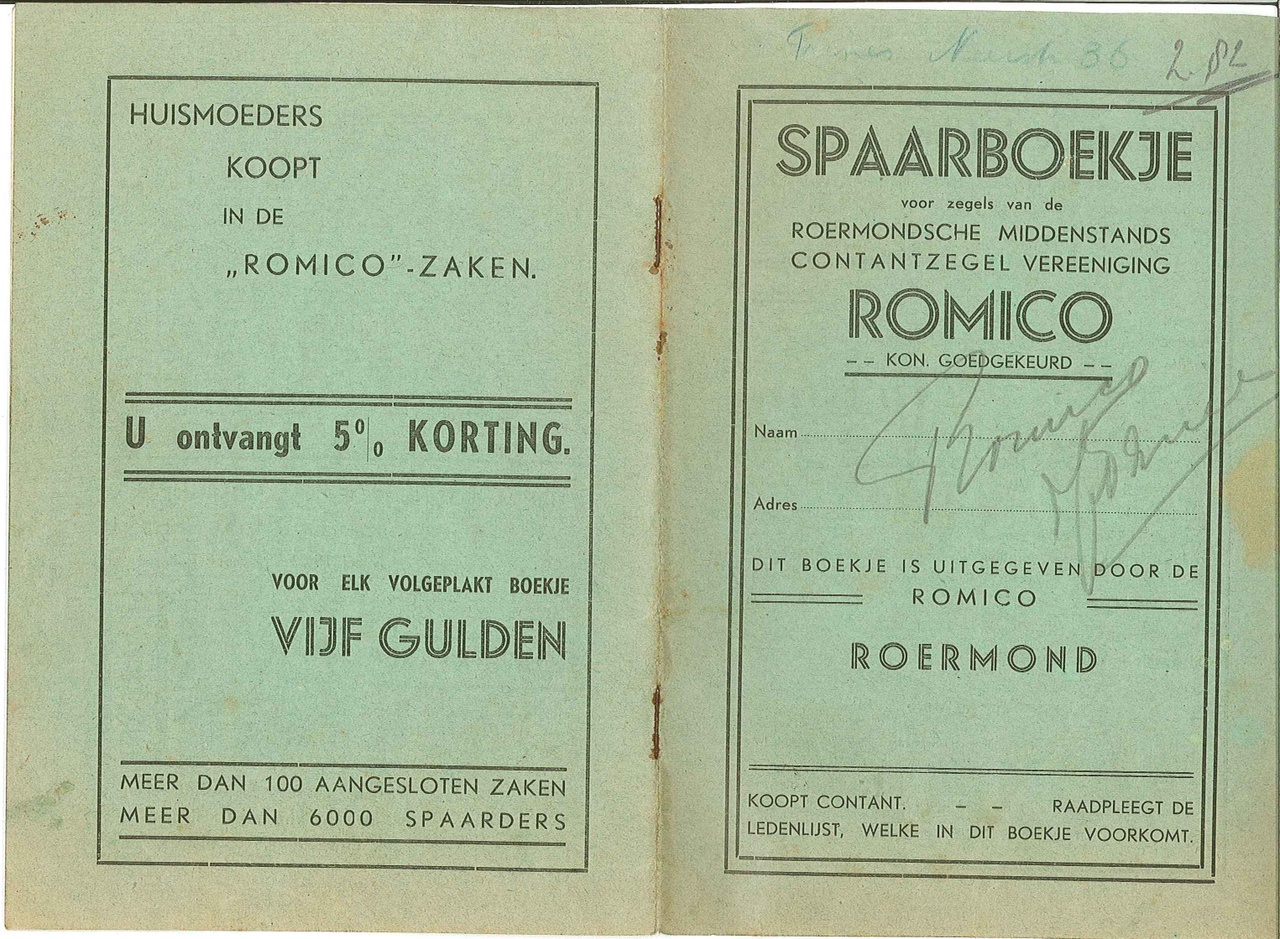 HUISMOEDERS
KOOPT
IN DE
„ROMICO”-ZAKEN.
U ontvangt 5% KORTING.
VOOR ELK VOLGEPLAKT BOEKJE
VIJF GULDEN
MEER DAN 100 AANGESLOTEN ZAKEN
MEER DAN 6000 SPAARDERS
36
SPAARBOEKJE
voor zegels van de
ROERMONDSCHE MIDDENSTANDS
CONTANTZEGEL VEREENIGING
ROMICO
-- KON. GOEDGEKEURD --
Naam
Romico
Adres
DIT BOEKJE IS UITGEGEVEN DOOR DE
ROMICO
ROERMOND
KOOPT CONTANT. -- RAADPLEEGT DE
LEDENLIJST, WELKE IN DIT BOEKJE VOORKOMT.